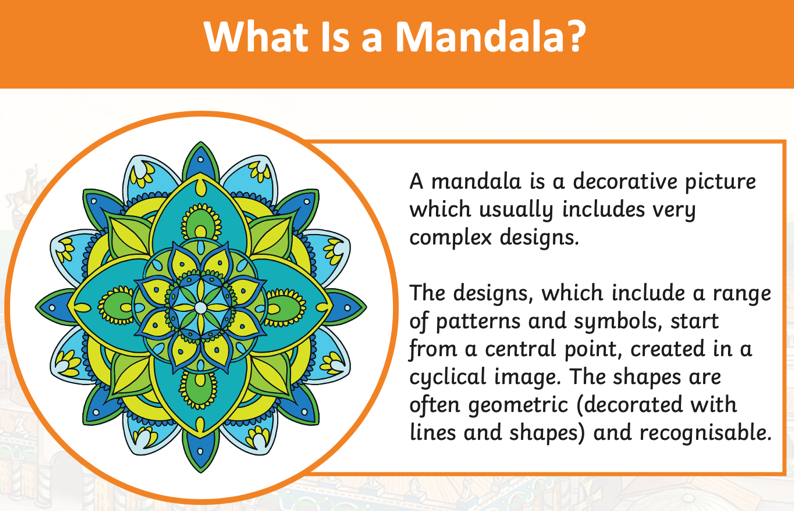 What Is a Mandala?
A mandala is a decorative picture
which usually includes very
complex designs.
The designs, which include a range
of patterns and symbols, start
from a central point, created in a
cyclical image. The shapes are
often geometric (decorated with
lines and shapes) and recognisable.